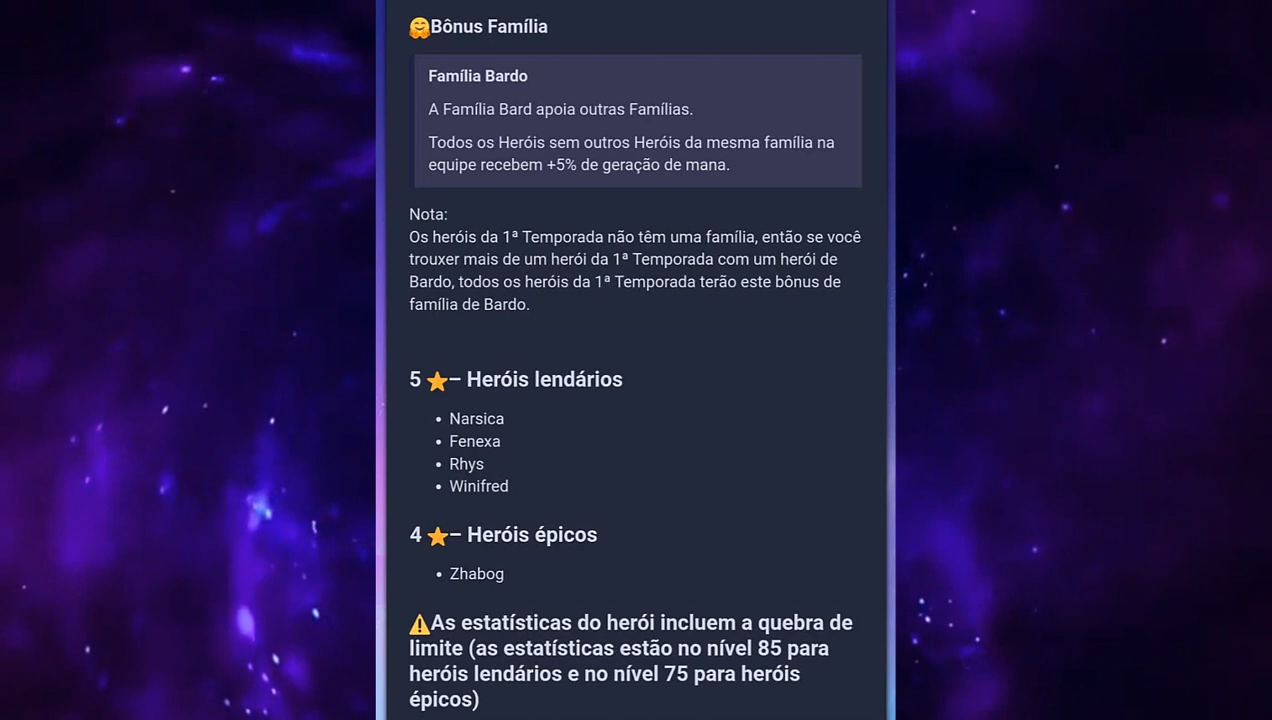 🤗Bônus Família
Família Bardo
A Família Bard apoia outras Famílias.
Todos os Heróis sem outros Heróis da mesma família na
equipe recebem +5% de geração de mana.
Nota:
Os heróis da 1ª Temporada não têm uma família, então se você
trouxer mais de um herói da 1ª Temporada com um herói de
Bardo, todos os heróis da 1ª Temporada terão este bônus de
família de Bardo.
5 ⭐– Heróis lendários
• Narsica
• Fenexa
• Rhys
• Winifred
4 ⭐– Heróis épicos
• Zhabog
⚠️As estatísticas do herói incluem a quebra de
limite (as estatísticas estão no nível 85 para
heróis lendários e no nível 75 para heróis
épicos)